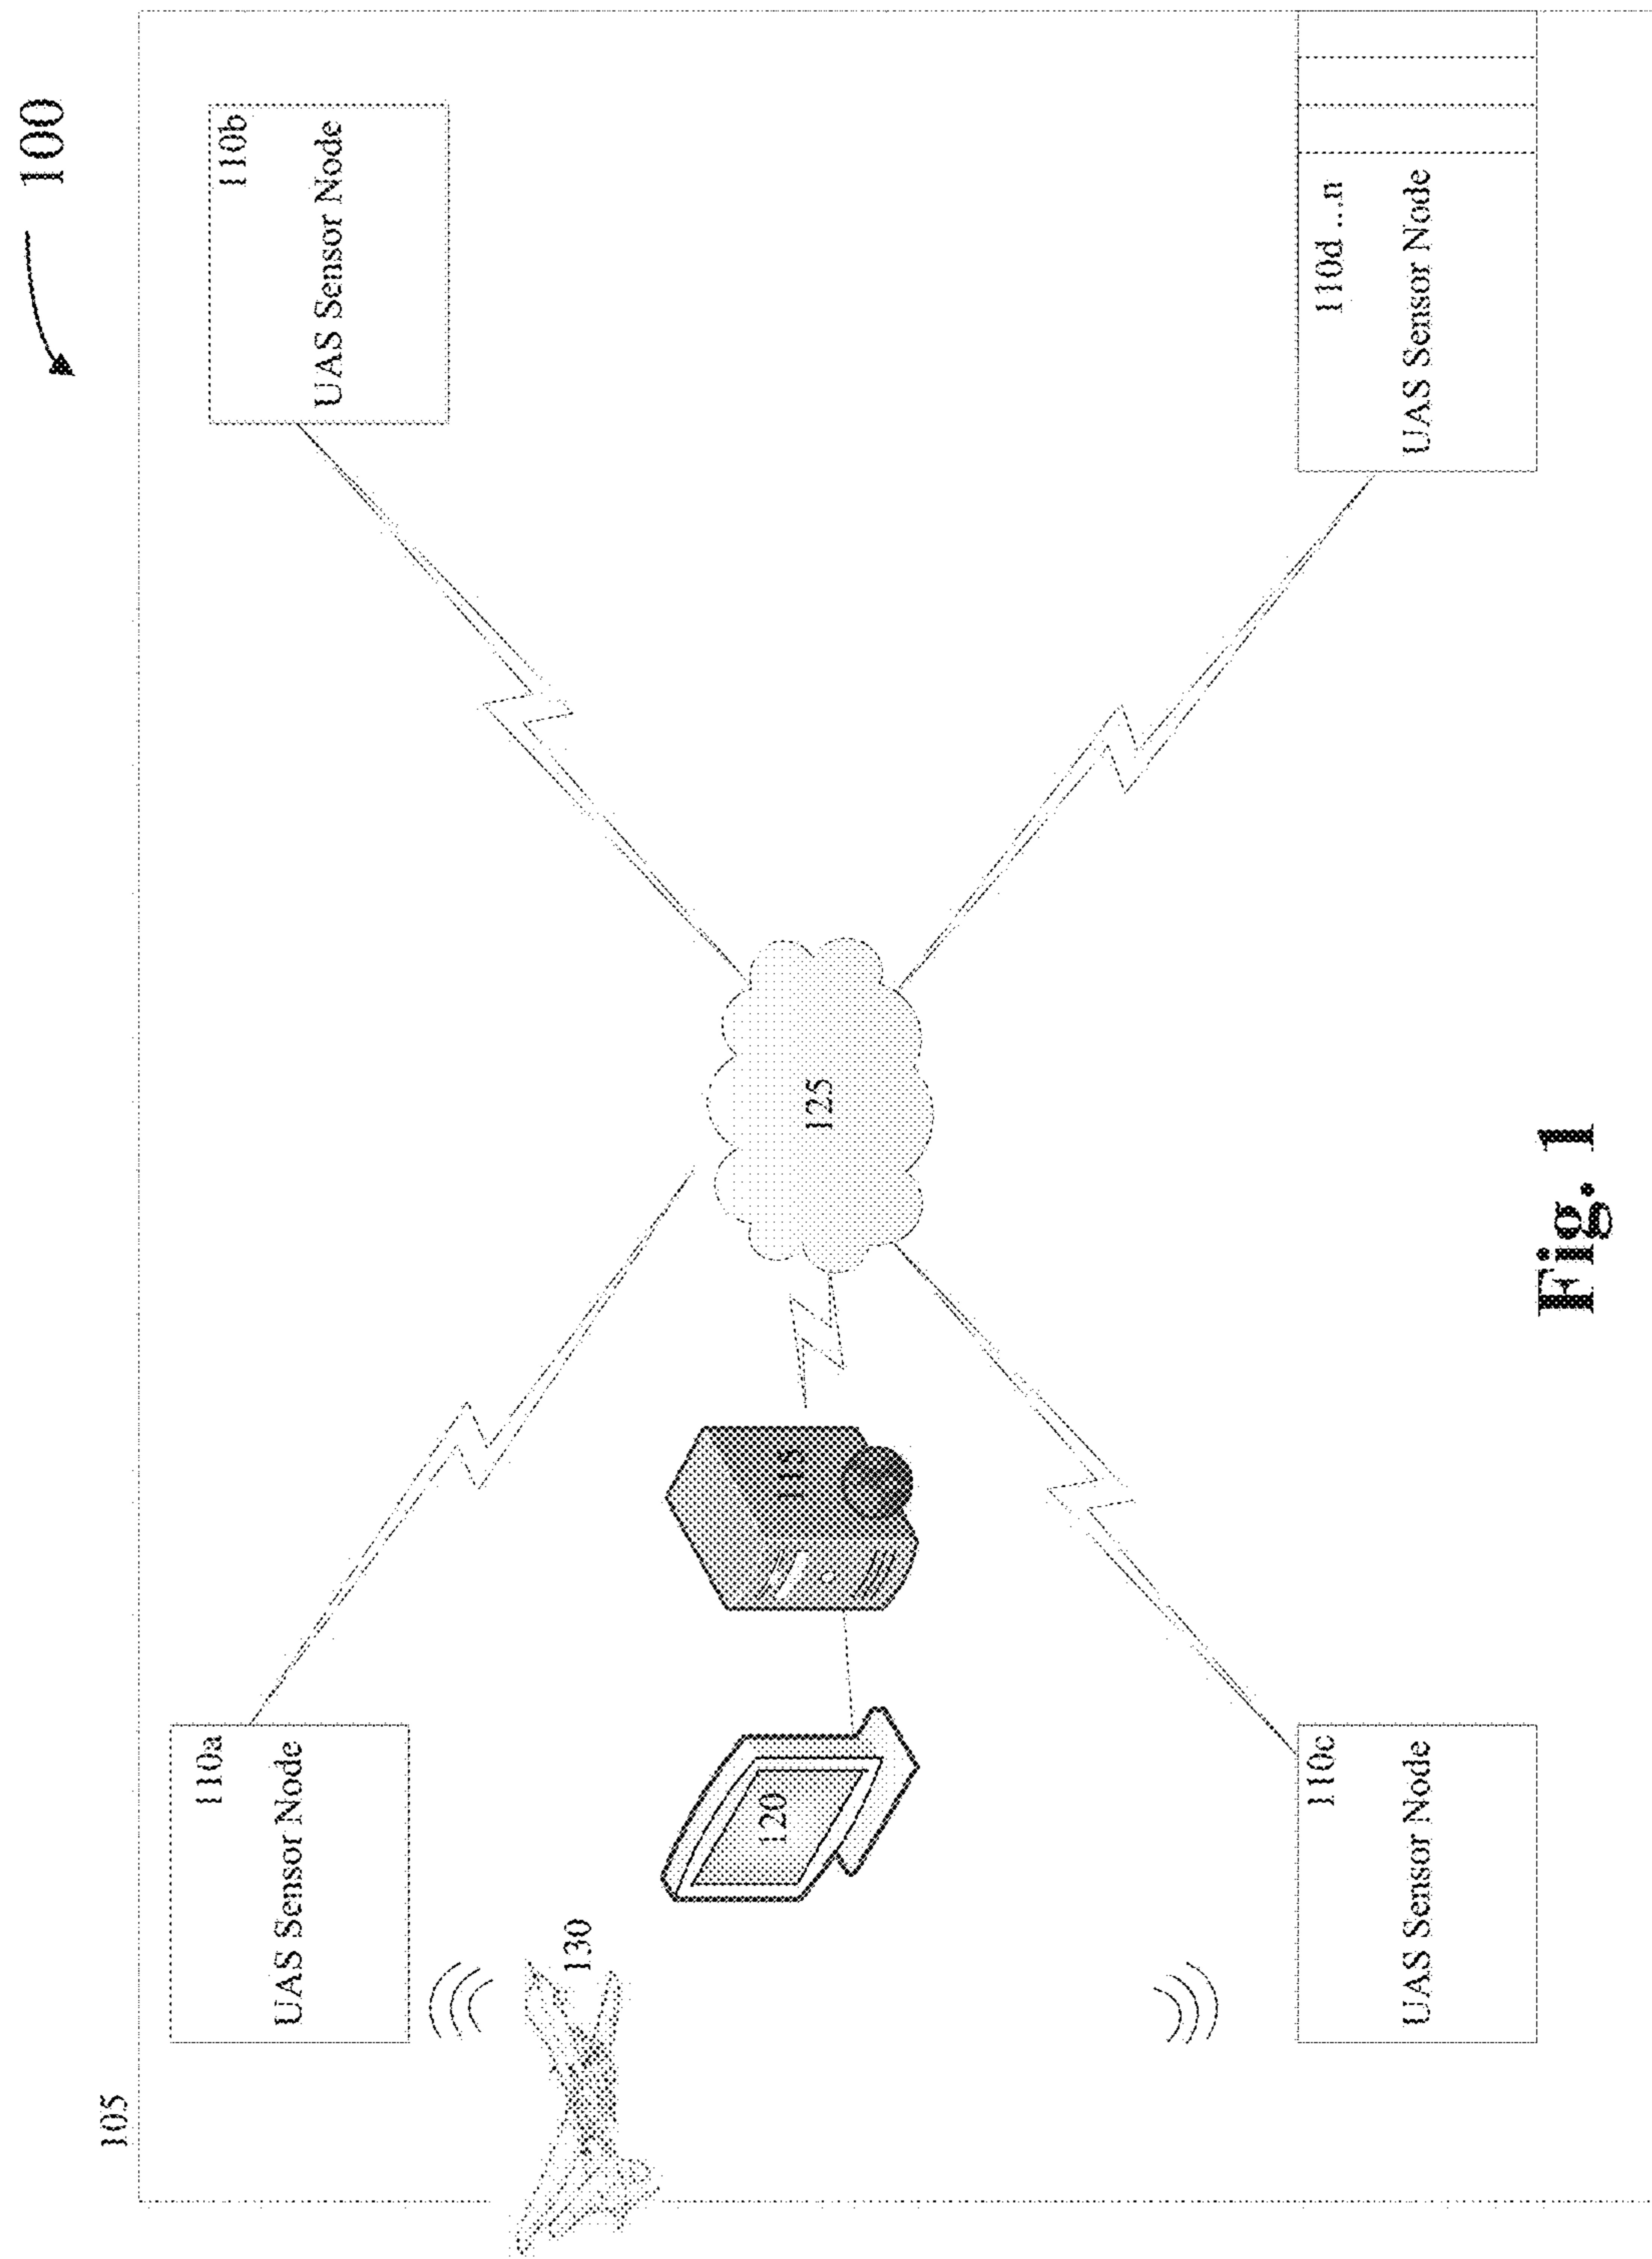 100
105
110a
UAS Sensor Node
110b
UAS Sensor Node
130
120
125
110c
UAS Sensor Node
110d ...n
UAS Sensor Node
Fig. 1